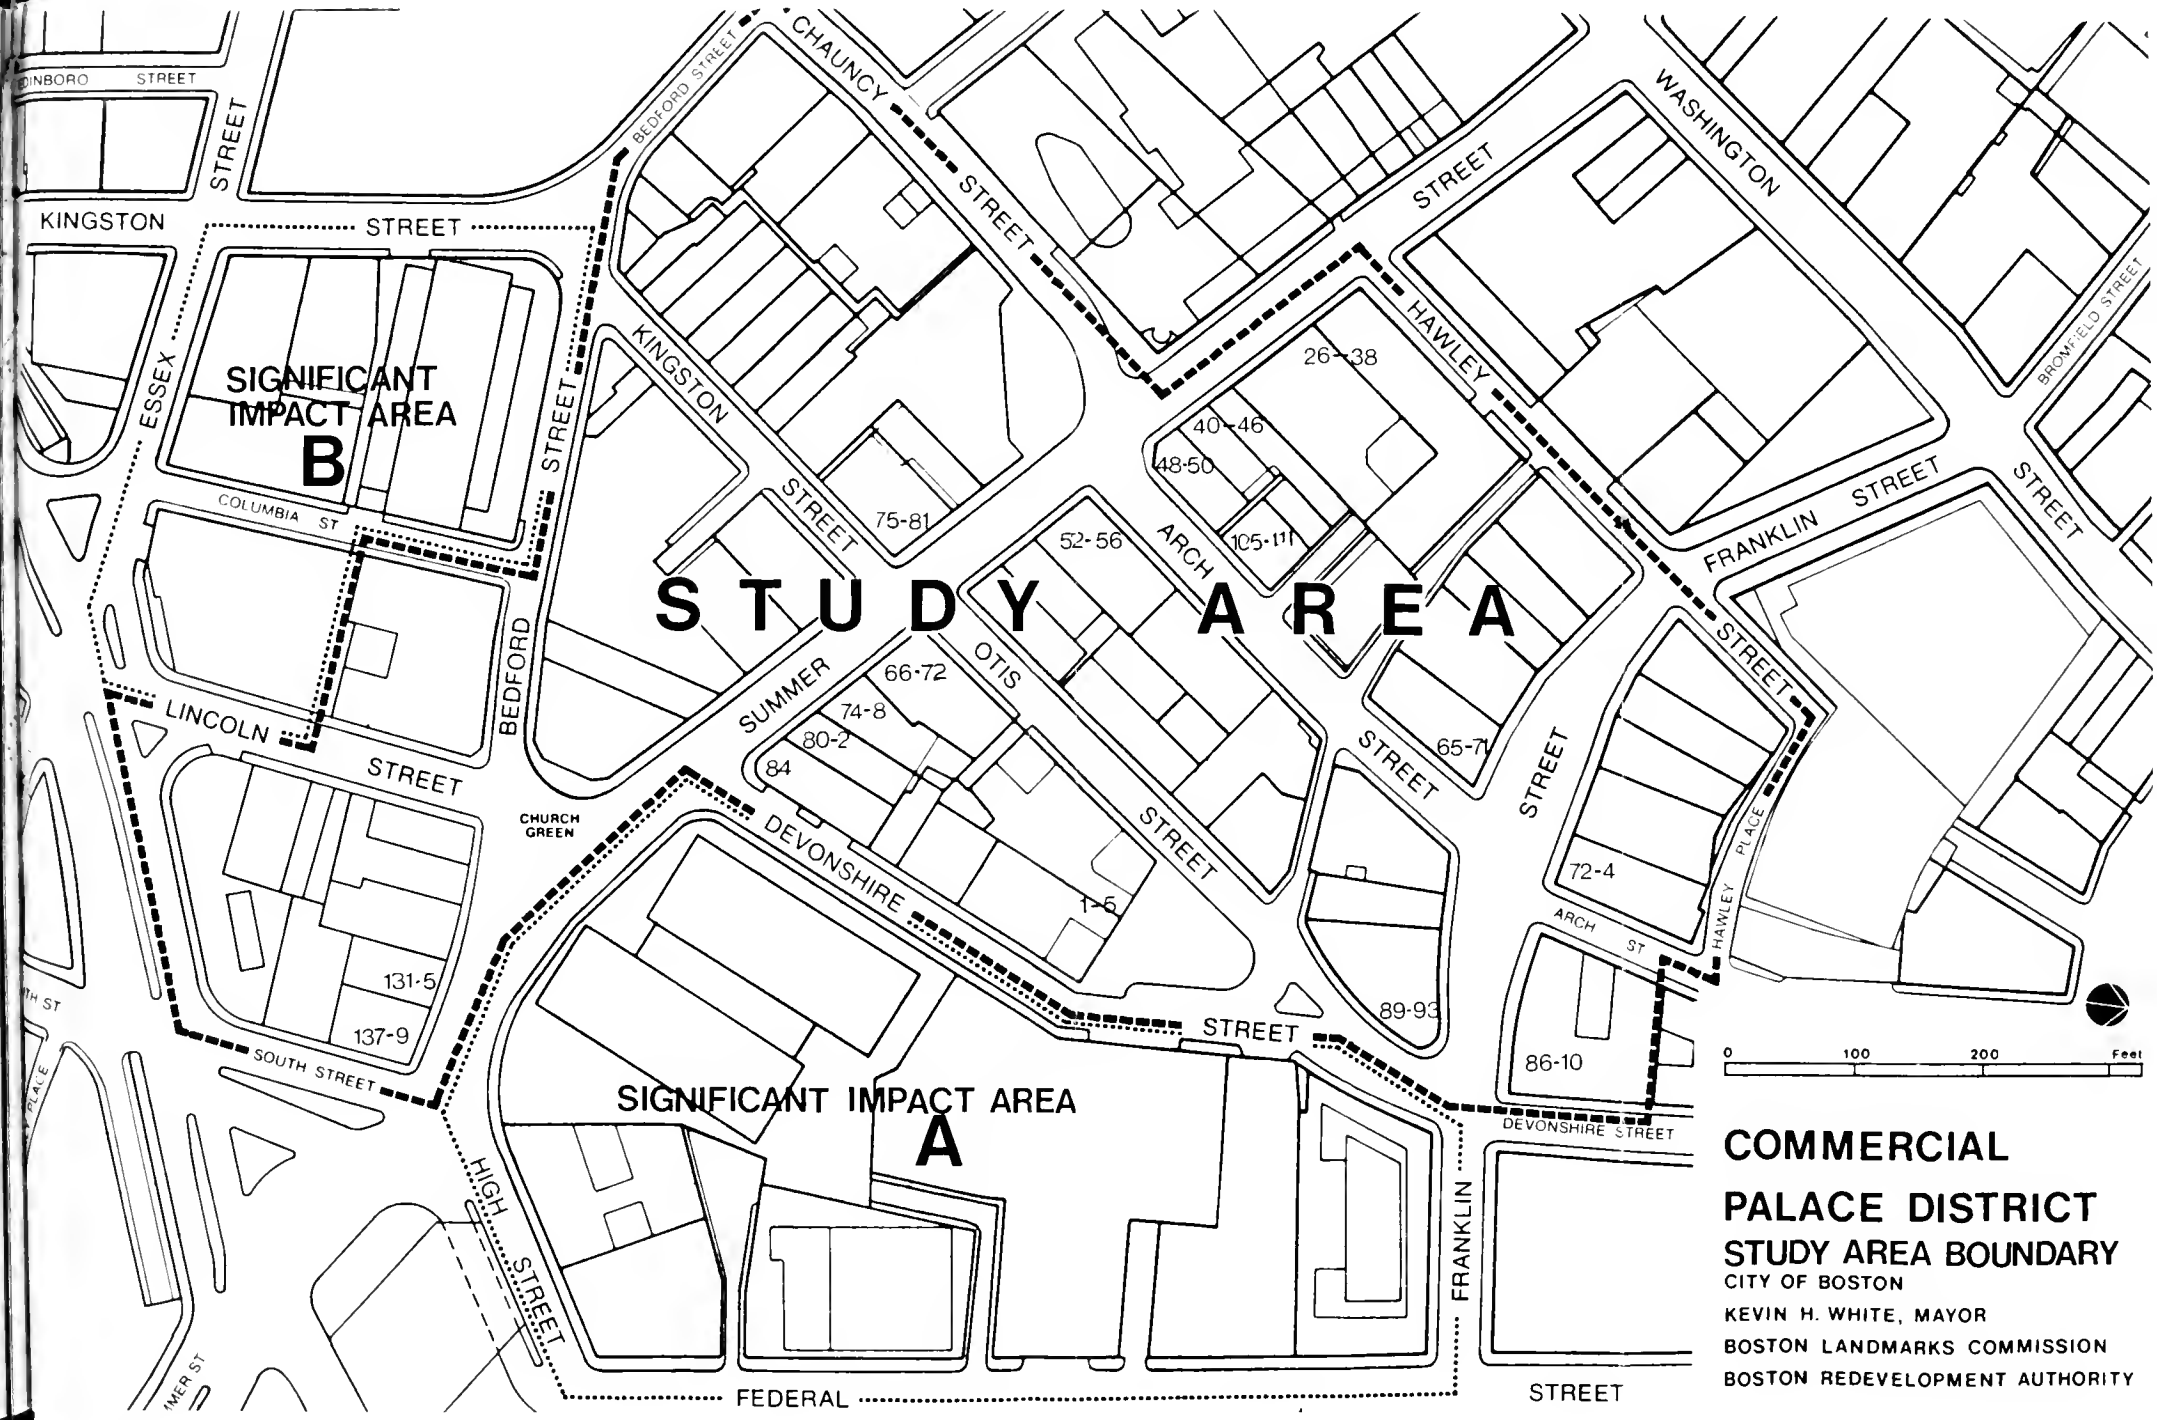 CHAUNCY
BEDFORD STREET
WASHINGTON
STREET
STREET
STREET
KINGSTON
STREET
STREET
HAWLEY
BROMFIELD STREET
ESSEX
SIGNIFICANT
IMPACT AREA
B
KINGSTON
26-38
40-46
48-50
STREET
COLUMBIA ST
STREET
75-81
52-56
ARCH
105-111
FRANKLIN
STREET
STREET
STUDY AREA
BEDFORD
SUMMER
OTIS
66-72
74-8
80-2
84
LINCOLN
STREET
STREET
65-71
STREET
STREET
CHURCH
GREEN
DEVONSHIRE
STREET
1-5
72-4
PLACE
HAWLEY
ARCH ST
131-5
137-9
SOUTH STREET
STREET
89-93
86-10
DEVONSHIRE STREET
SIGNIFICANT IMPACT AREA
A
HIGH
STREET
FRANKLIN
FEDERAL
STREET
PLACE
0 100 200 Feet
COMMERCIAL
PALACE DISTRICT
STUDY AREA BOUNDARY
CITY OF BOSTON
KEVIN H. WHITE, MAYOR
BOSTON LANDMARKS COMMISSION
BOSTON REDEVELOPMENT AUTHORITY